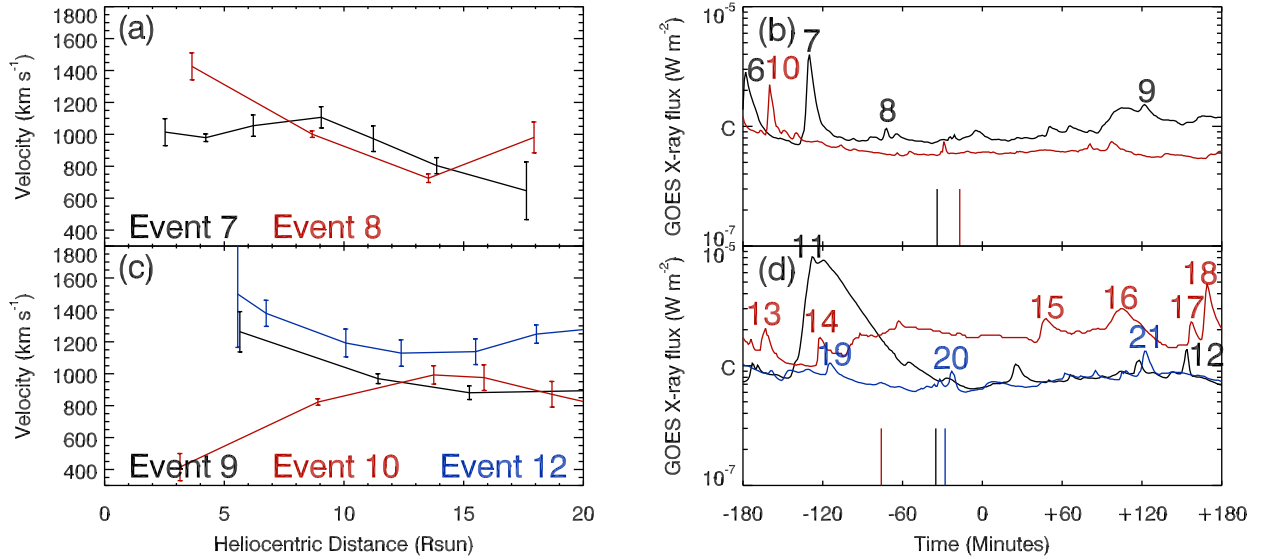 (a)
1800
1600
1400
1200
1000
800
600
400
Velocity (km s⁻¹)
Event 7 Event 8
(b)
10⁻⁵
C
10⁻⁷
GOES X-ray flux (W m⁻²)
6 10 7 8 9
(c)
1800
1600
1400
1200
1000
800
600
400
Velocity (km s⁻¹)
Event 9 Event 10 Event 12
0 5 10 15 20
Heliocentric Distance (Rsun)
(d)
10⁻⁵
C
10⁻⁷
GOES X-ray flux (W m⁻²)
11 13 14 19 20 15 16 21 17 18 12
-180 -120 -60 0 +60 +120 +180
Time (Minutes)